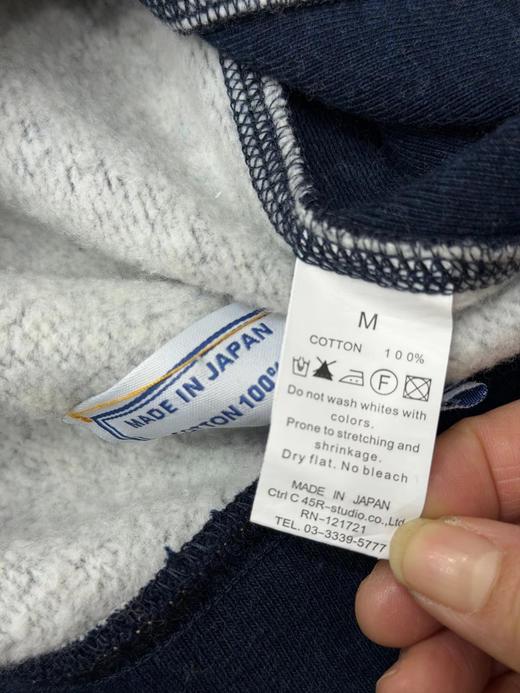 M
COTTON 100%
F
Do not wash whites with
colors.
Prone to stretching and
shrinkage.
Dry flat. No bleach
MADE IN JAPAN
Ctrl C 45R-studio.co.,Ltd
RN-121721
TEL. 03-3339-5777
MADE IN JAPAN
100%